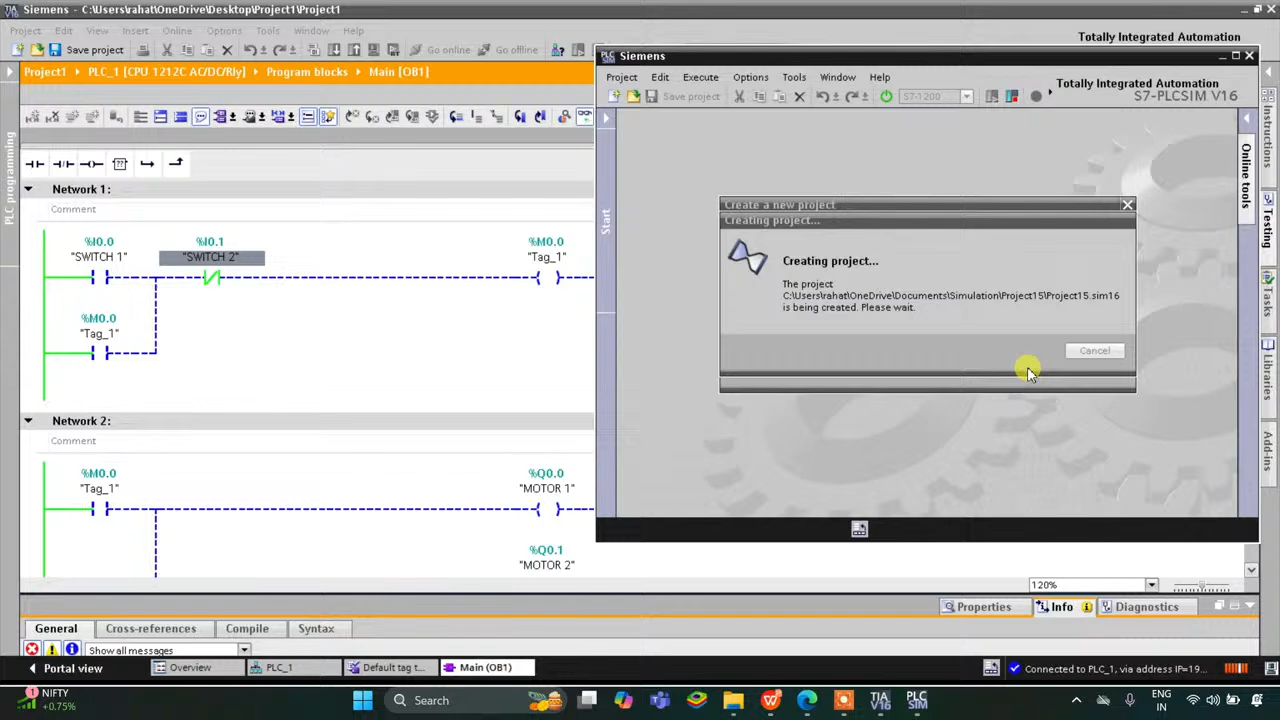 Siemens - C:\Users\rahat\OneDrive\Desktop\Project1\Project1
Project Edit View Insert Online Options Tools Window Help
Totally Integrated Automation
Save project
Go online
Go offline
Project1 PLC_1 [CPU 1212C AC/DC/Rly] Program blocks Main [OB1]
PLC programming
??
Network 1:
Comment
%I0.0
"SWITCH 1"
%I0.1
"SWITCH 2"
%M0.0
"Tag_1"
%M0.0
"Tag_1"
Network 2:
Comment
%M0.0
"Tag_1"
%Q0.0
"MOTOR 1"
%Q0.1
"MOTOR 2"
PLC SIM
Siemens
Project Edit Execute Options Tools Window Help
Totally Integrated Automation
S7-PLCSIM V16
Save project
S7-1200
Start
Online tools
Create a new project
Creating project...
Creating project...
The project
C:\Users\rahat\OneDrive\Documents\Simulation\Project15\Project15.sim16
is being created. Please wait.
Cancel
Instructions
Testing
Tasks
Libraries
Add-ins
120%
Properties Info Diagnostics
General Cross-references Compile Syntax
Show all messages
Portal view
Overview
PLC_1
Default tag t...
Main (OB1)
Connected to PLC_1, via address IP=19...
NIFTY
+0.75%
Search
TIA
V16
PLC
SIM
ENG
IN